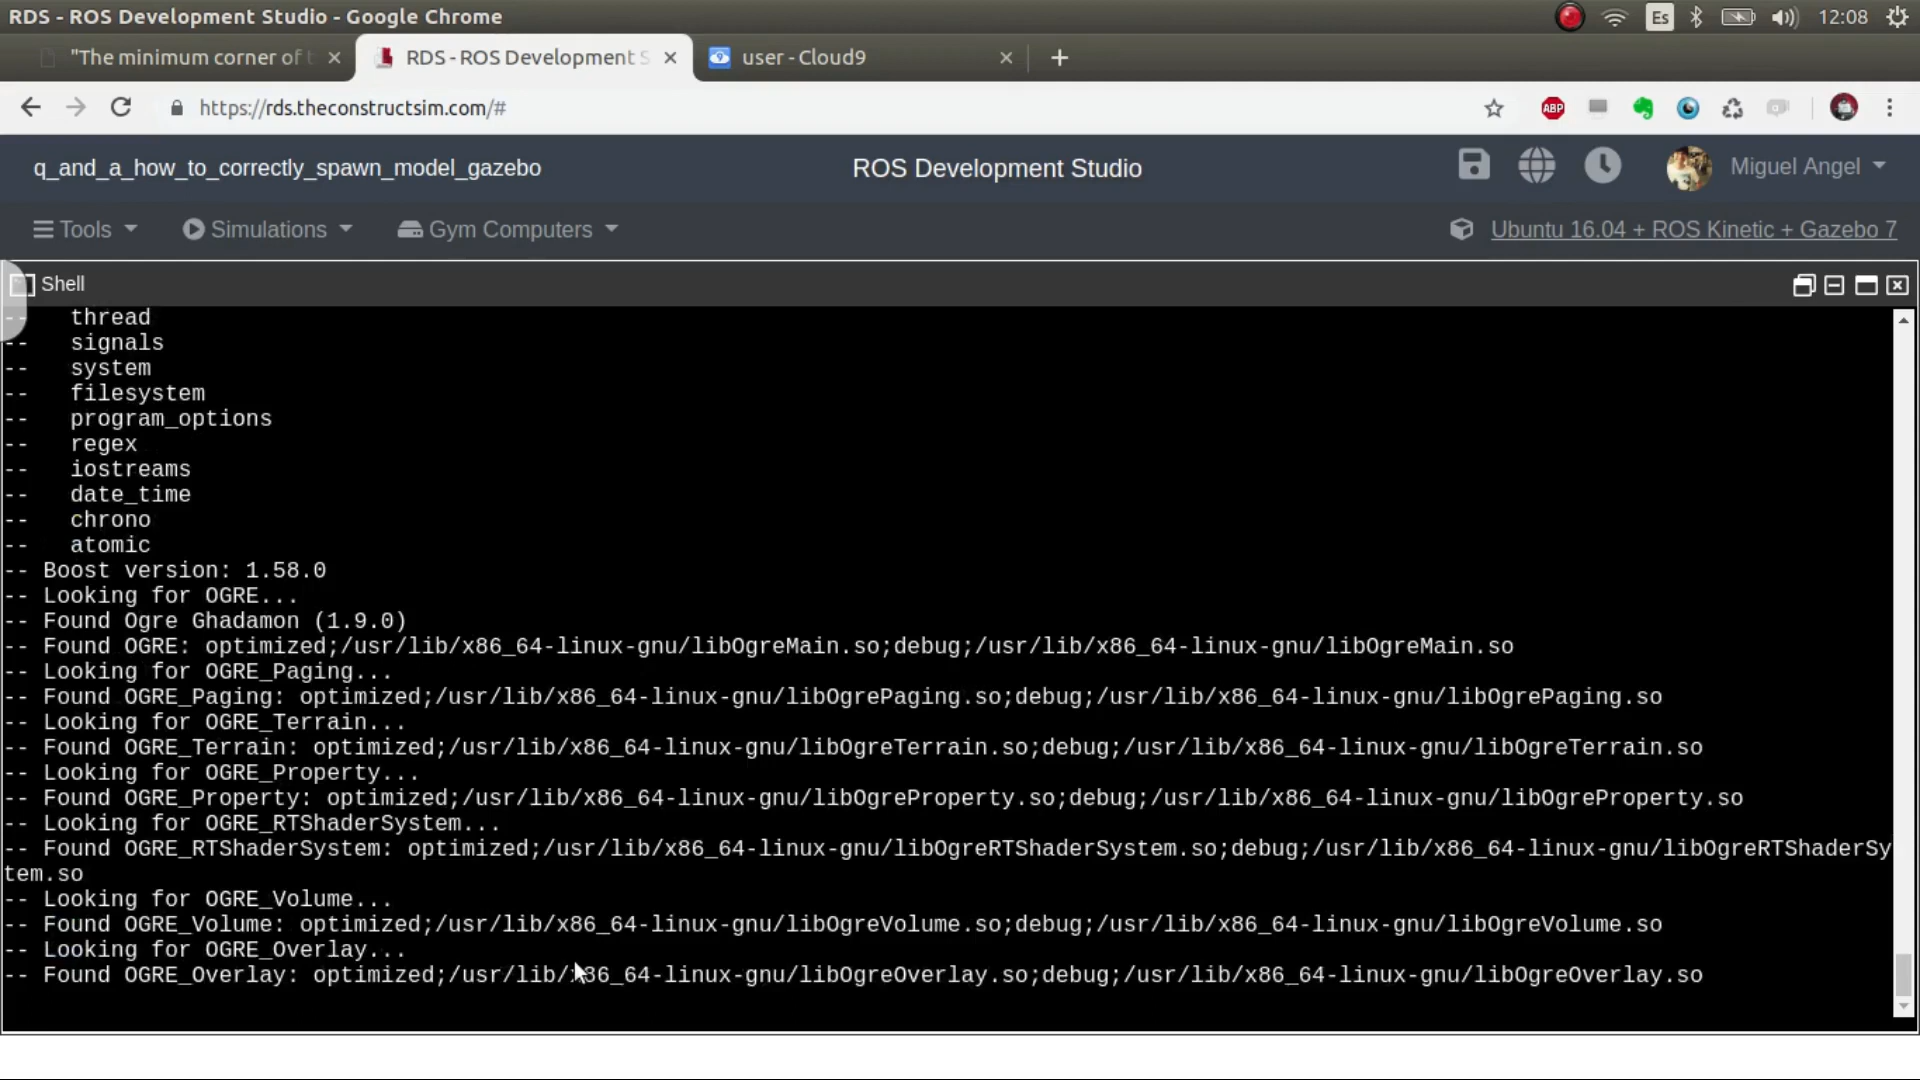 RDS - ROS Development Studio - Google Chrome
Es
12:08
"The minimum corner of t
RDS - ROS Development S
user - Cloud9
https://rds.theconstructsim.com/#
ABP
q_and_a_how_to_correctly_spawn_model_gazebo
ROS Development Studio
Miguel Angel
Tools
Simulations
Gym Computers
Ubuntu 16.04 + ROS Kinetic + Gazebo 7
Shell
-- thread
-- signals
-- system
-- filesystem
-- program_options
-- regex
-- iostreams
-- date_time
-- chrono
-- atomic
-- Boost version: 1.58.0
-- Looking for OGRE...
-- Found Ogre Ghadamon (1.9.0)
-- Found OGRE: optimized;/usr/lib/x86_64-linux-gnu/libOgreMain.so;debug;/usr/lib/x86_64-linux-gnu/libOgreMain.so
-- Looking for OGRE_Paging...
-- Found OGRE_Paging: optimized;/usr/lib/x86_64-linux-gnu/libOgrePaging.so;debug;/usr/lib/x86_64-linux-gnu/libOgrePaging.so
-- Looking for OGRE_Terrain...
-- Found OGRE_Terrain: optimized;/usr/lib/x86_64-linux-gnu/libOgreTerrain.so;debug;/usr/lib/x86_64-linux-gnu/libOgreTerrain.so
-- Looking for OGRE_Property...
-- Found OGRE_Property: optimized;/usr/lib/x86_64-linux-gnu/libOgreProperty.so;debug;/usr/lib/x86_64-linux-gnu/libOgreProperty.so
-- Looking for OGRE_RTShaderSystem...
-- Found OGRE_RTShaderSystem: optimized;/usr/lib/x86_64-linux-gnu/libOgreRTShaderSystem.so;debug;/usr/lib/x86_64-linux-gnu/libOgreRTShaderSy
tem.so
-- Looking for OGRE_Volume...
-- Found OGRE_Volume: optimized;/usr/lib/x86_64-linux-gnu/libOgreVolume.so;debug;/usr/lib/x86_64-linux-gnu/libOgreVolume.so
-- Looking for OGRE_Overlay...
-- Found OGRE_Overlay: optimized;/usr/lib/x86_64-linux-gnu/libOgreOverlay.so;debug;/usr/lib/x86_64-linux-gnu/libOgreOverlay.so